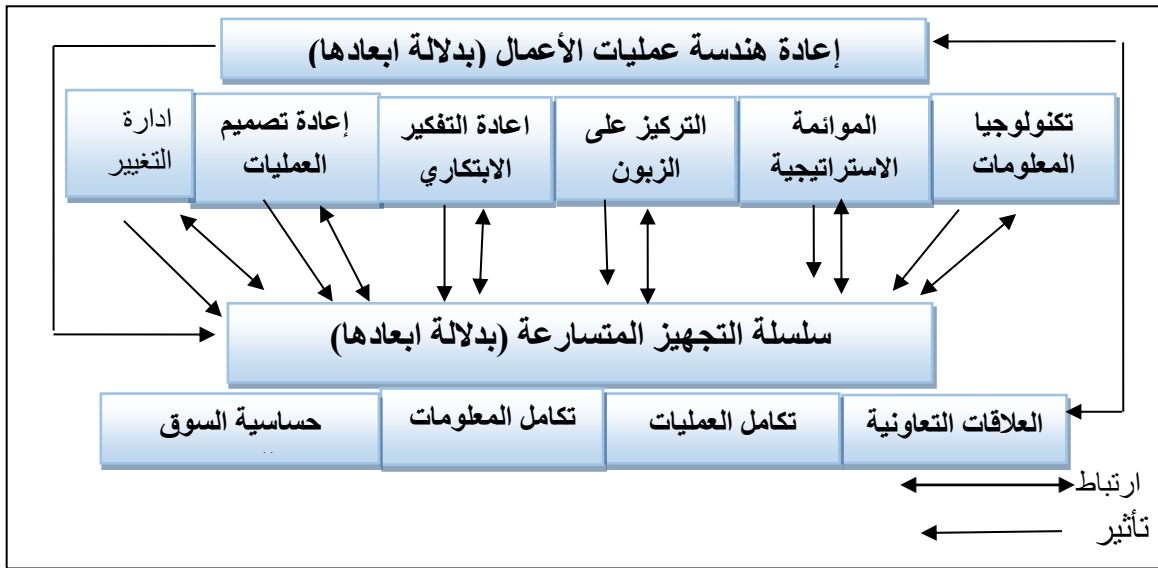 إعادة هندسة عمليات الأعمال (بدلالة ابعادها)
تكنولوجيا
المعلومات
الموائمة
الاستراتيجية
التركيز على
الزبون
اعادة التفكير
الابتكاري
إعادة تصميم
العمليات
ادارة
التغيير
سلسلة التجهيز المتسارعة (بدلالة ابعادها)
العلاقات التعاونية
تكامل العمليات
تكامل المعلومات
حساسية السوق
ارتباط
تأثير